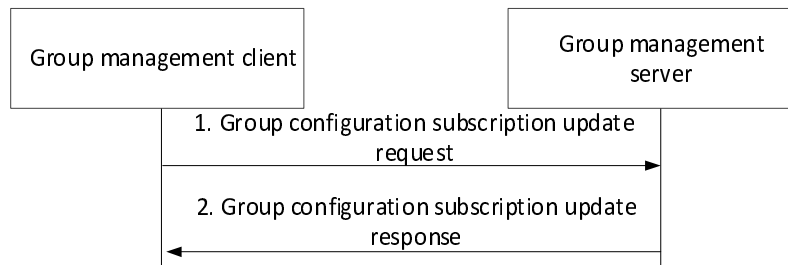 Group management client
Group management
server
1. Group configuration subscription update
request
2. Group configuration subscription update
response